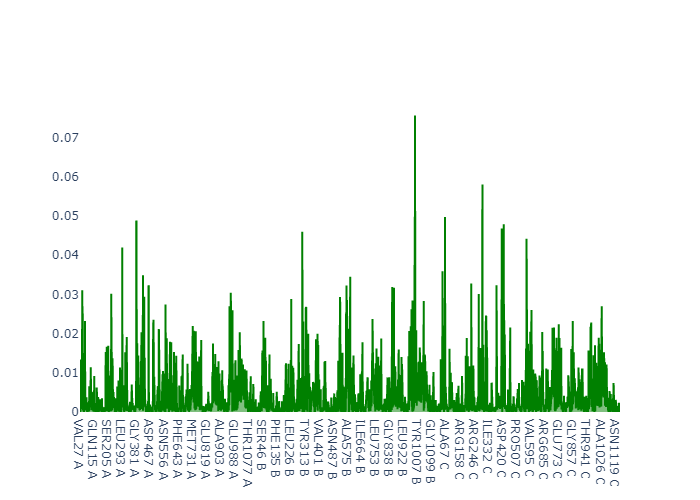 0.07
0.06
0.05
0.04
0.03
0.02
0.01
0
VAL27 A
GLN115 A
SER205 A
LEU293 A
GLY381 A
ASP467 A
ASN556 A
PHE643 A
MET731 A
GLU819 A
ALA903 A
GLU988 A
THR1077 A
SER46 B
PHE135 B
LEU226 B
TYR313 B
VAL401 B
ASN487 B
ALA575 B
ILE664 B
LEU753 B
GLY838 B
LEU922 B
TYR1007 B
GLY1099 B
ALA67 C
ARG158 C
ARG246 C
ILE332 C
ASP420 C
PRO507 C
VAL595 C
ARG685 C
GLU773 C
GLY857 C
THR941 C
ALA1026 C
ASN1119 C